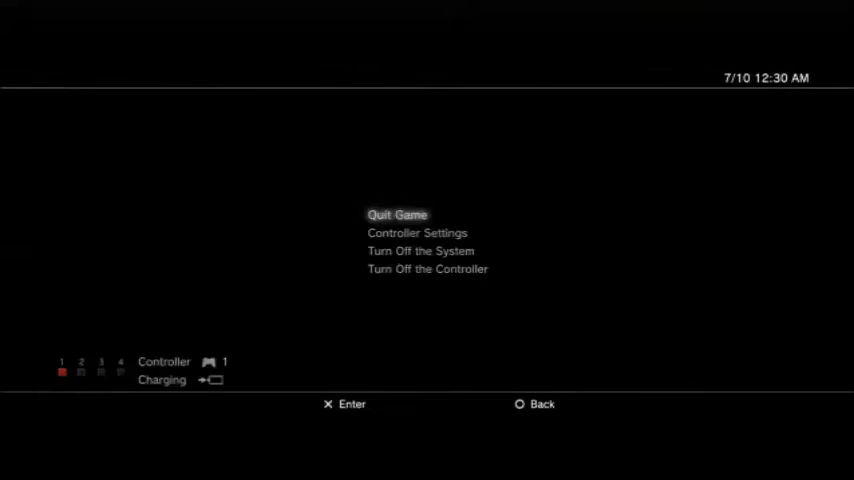 7/10 12:30 AM
Quit Game
Controller Settings
Turn Off the System
Turn Off the Controller
1 2 3 4 Controller 1
Charging
X Enter O Back